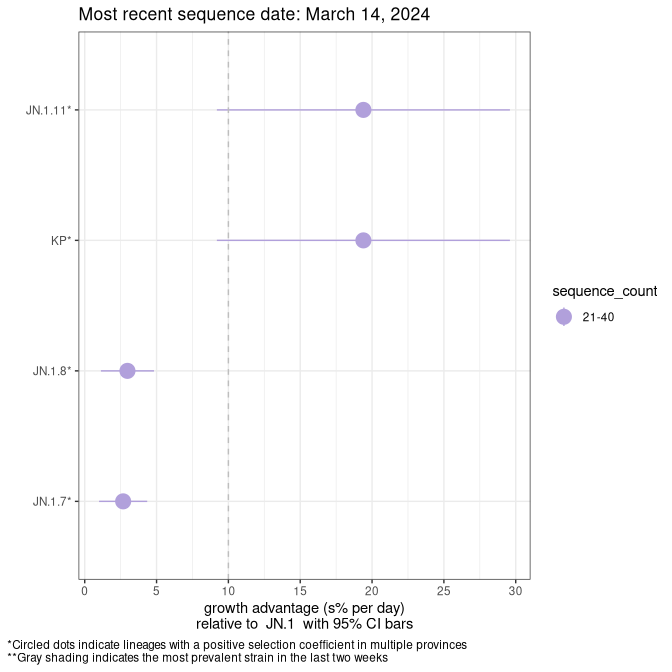 Most recent sequence date: March 14, 2024
JN.1.11*
KP*
JN.1.8*
JN.1.7*
0 5 10 15 20 25 30
growth advantage (s% per day)
relative to  JN.1  with 95% CI bars
sequence_count
21-40
*Circled dots indicate lineages with a positive selection coefficient in multiple provinces
**Gray shading indicates the most prevalent strain in the last two weeks